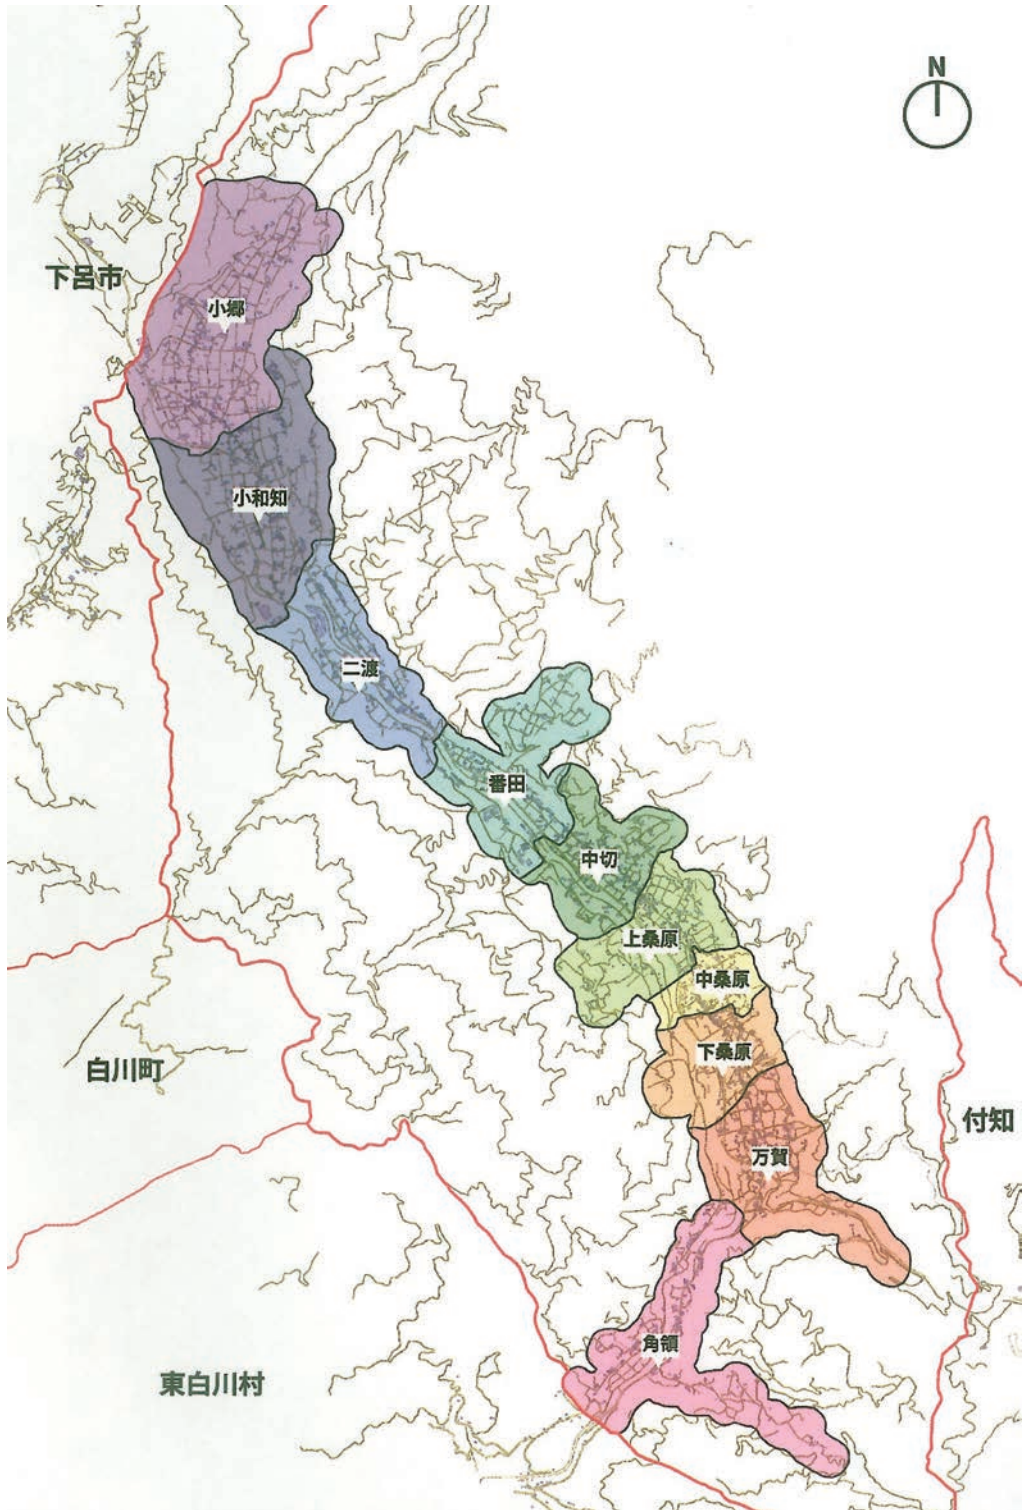 N
下呂市
小郷
小和知
二渡
番田
中切
上桑原
中桑原
下桑原
白川町
付知
万賀
角領
東白川村